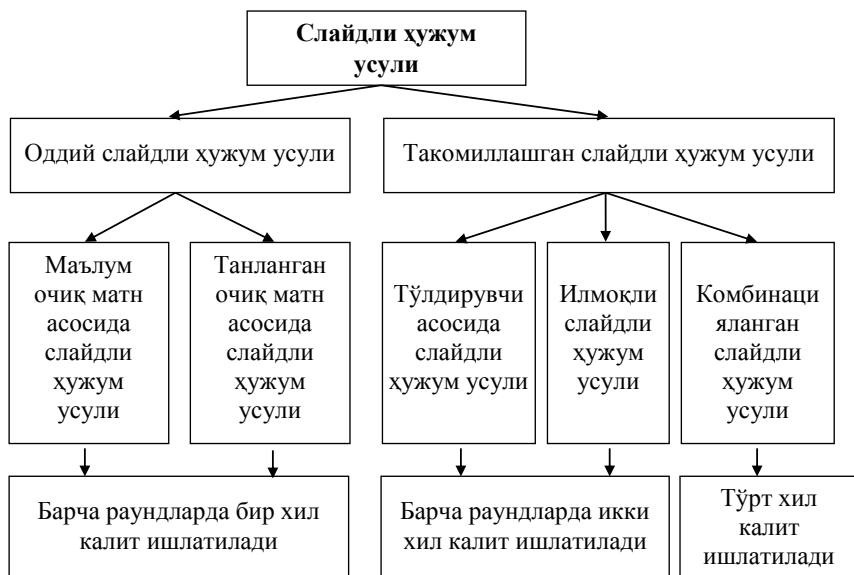 Слайдли ҳужум
усули
Оддий слайдли ҳужум усули
Такомиллашган слайдли ҳужум усули
Маълум
очиқ матн
асосида
слайдли
ҳужум
усули
Танланган
очиқ матн
асосида
слайдли
ҳужум
усули
Тўлдирувчи
асосида
слайдли
ҳужум усули
Илмоқли
слайдли
ҳужум
усули
Комбинаци
яланган
слайдли
ҳужум
усули
Барча раундларда бир хил
калит ишлатилади
Барча раундларда икки
хил калит ишлатилади
Тўрт хил
калит
ишлатилади